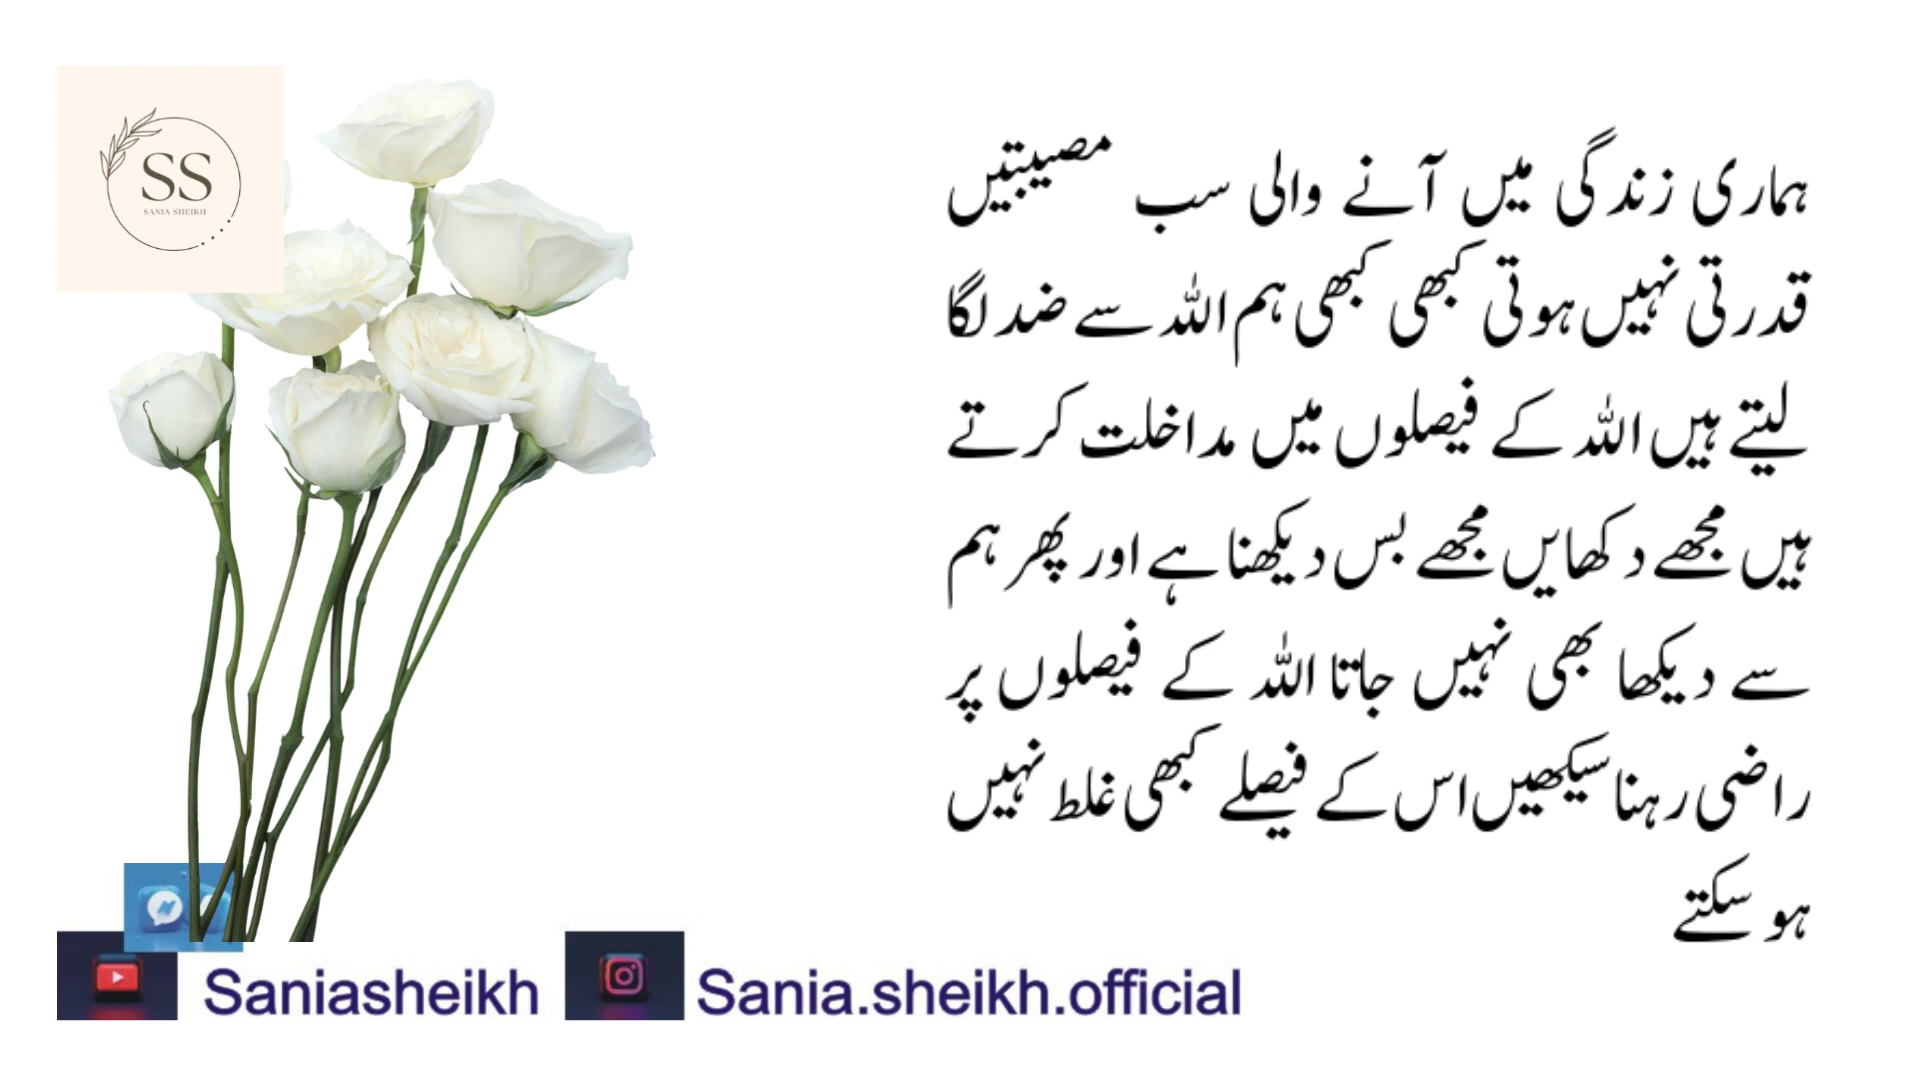 SS
SANIA SHEIKH
ہماری زندگی میں آنے والی سب مصیبتیں
قدرتی نہیں ہوتی کبھی کبھی ہم اللہ سے ضد لگا
لیتے ہیں اللہ کے فیصلوں میں مداخلت کرتے
ہیں مجھے دکھایں مجھے بس دیکھنا ہے اور پھر ہم
سے دیکھا بھی نہیں جاتا اللہ کے فیصلوں پر
راضی رہنا سیکھیں اس کے فیصلے کبھی غلط نہیں
ہو سکتے
Saniasheikh
Sania.sheikh.official